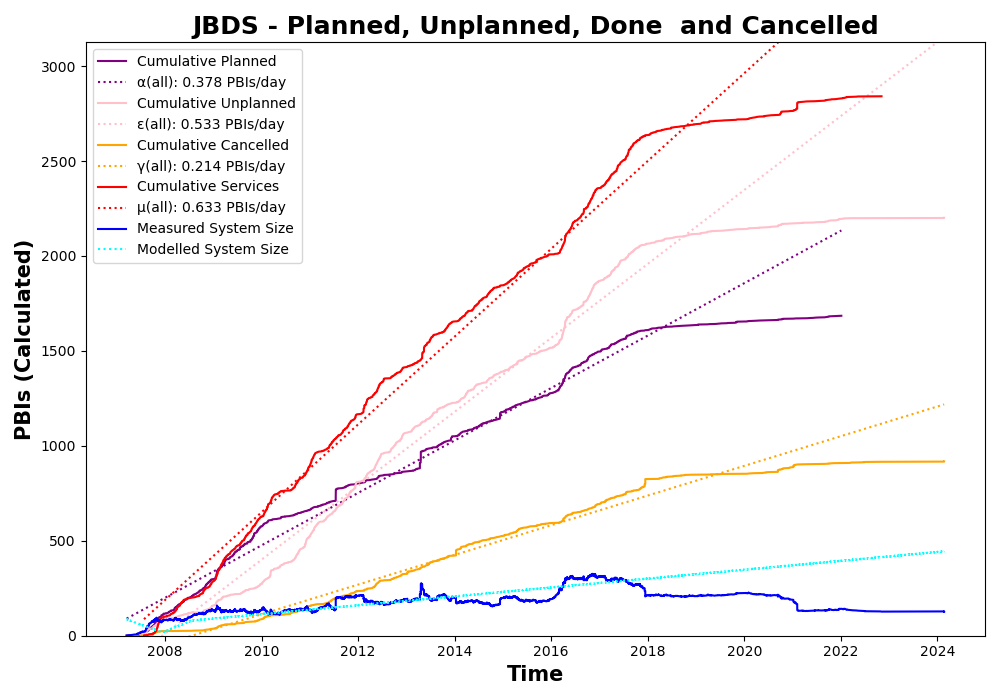 JBDS - Planned, Unplanned, Done  and Cancelled
PBIs (Calculated)
3000
2500
2000
1500
1000
500
0
Cumulative Planned
α(all): 0.378 PBIs/day
Cumulative Unplanned
ε(all): 0.533 PBIs/day
Cumulative Cancelled
γ(all): 0.214 PBIs/day
Cumulative Services
μ(all): 0.633 PBIs/day
Measured System Size
Modelled System Size
2008 2010 2012 2014 2016 2018 2020 2022 2024
Time